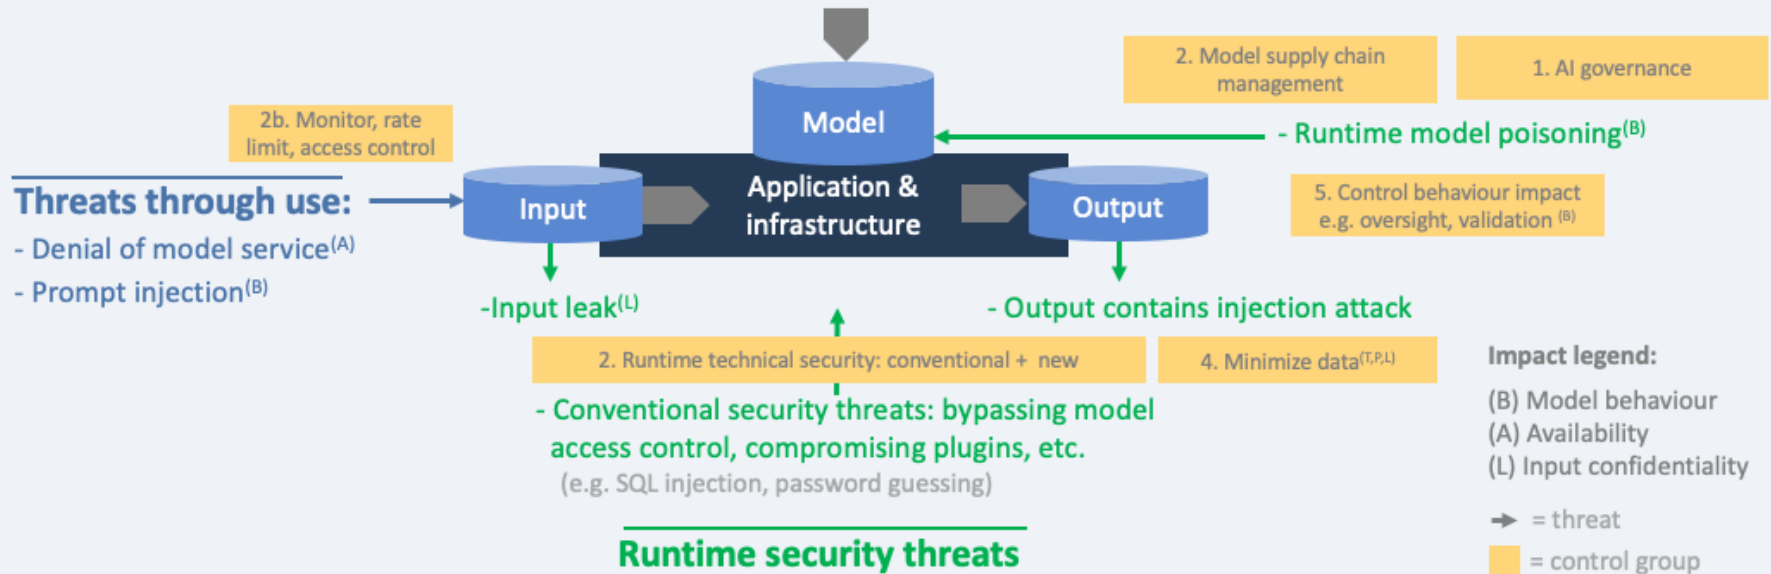 2. Model supply chain
management
1. AI governance
2b. Monitor, rate
limit, access control
Model
- Runtime model poisoning(B)
Threats through use:
- Denial of model service(A)
- Prompt injection(B)
Input
Application &
infrastructure
Output
5. Control behaviour impact
e.g. oversight, validation (B)
-Input leak(L)
- Output contains injection attack
2. Runtime technical security: conventional + new
4. Minimize data(T,P,L)
- Conventional security threats: bypassing model
access control, compromising plugins, etc.
(e.g. SQL injection, password guessing)
Runtime security threats
Impact legend:
(B) Model behaviour
(A) Availability
(L) Input confidentiality
= threat
= control group